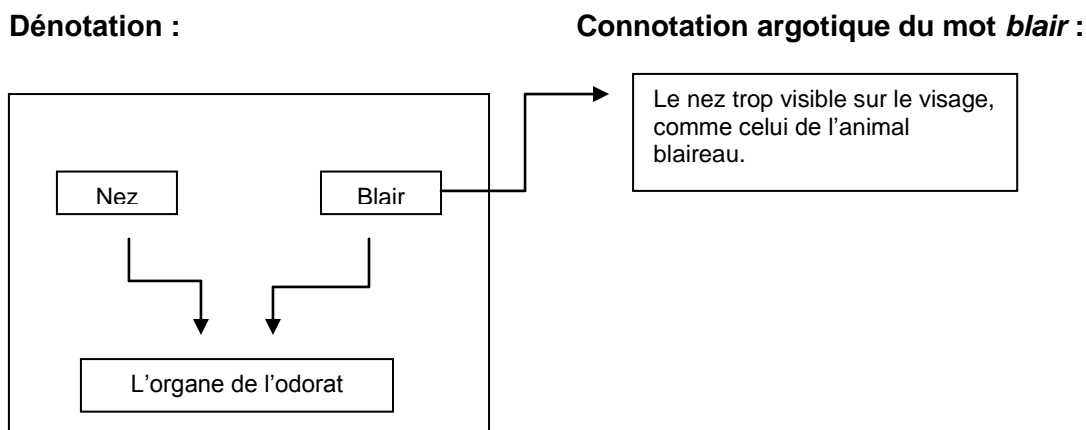 Dénotation :
Connotation argotique du mot blair :
Le nez trop visible sur le visage,
comme celui de l’animal
blaireau.
Nez
Blair
L’organe de l’odorat